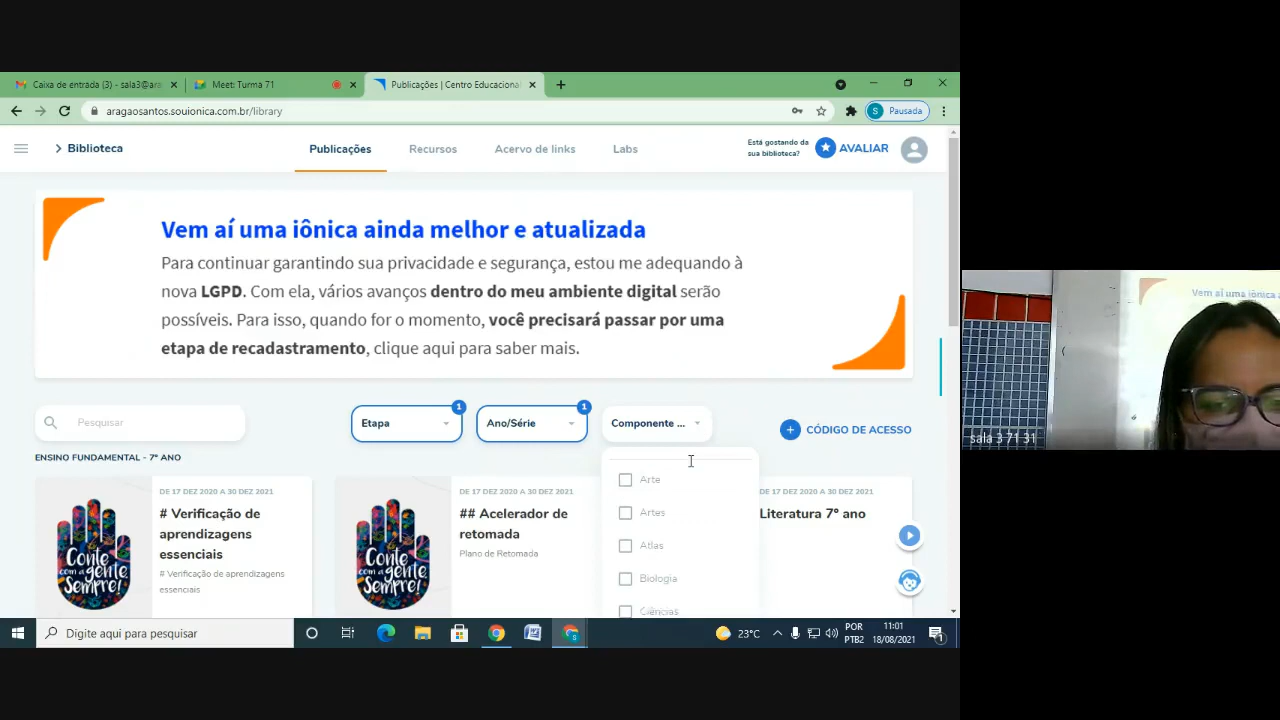 Caixa de entrada (3) - sala3@ara
Meet: Turma 71
Publicações | Centro Educacional
aragaosantos.souionica.com.br/library
S
Pausada
Biblioteca
Publicações
Recursos
Acervo de links
Labs
Está gostando da
sua biblioteca?
AVALIAR
Vem aí uma iônica ainda melhor e atualizada
Para continuar garantindo sua privacidade e segurança, estou me adequando à
nova LGPD. Com ela, vários avanços dentro do meu ambiente digital serão
possíveis. Para isso, quando for o momento, você precisará passar por uma
etapa de recadastramento, clique aqui para saber mais.
Pesquisar
Etapa
1
Ano/Série
1
Componente ...
CÓDIGO DE ACESSO
ENSINO FUNDAMENTAL - 7º ANO
Arte
Artes
Atlas
Biologia
Ciências
DE 17 DEZ 2020 A 30 DEZ 2021
# Verificação de
aprendizagens
essenciais
# Verificação de aprendizagens
essenciais
Conte
com a gente
Sempre!
DE 17 DEZ 2020 A 30 DEZ 2021
## Acelerador de
retomada
Plano de Retomada
Conte
com a gente
Sempre!
DE 17 DEZ 2020 A 30 DEZ 2021
Literatura 7º ano
Digite aqui para pesquisar
23°C
POR
PTB2
11:01
18/08/2021
1
Vem aí uma iônica a
sala 3 71 31